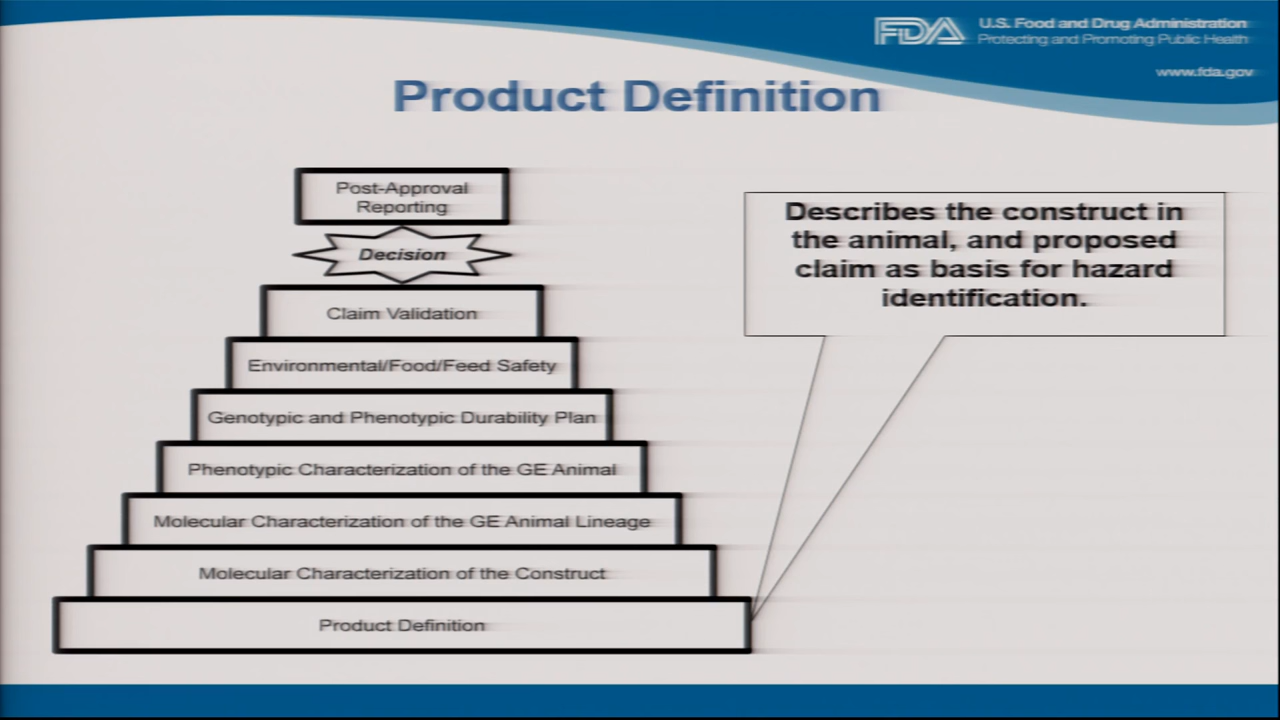 FDA
U.S. Food and Drug Administration
Protecting and Promoting Public Health
www.fda.gov
Product Definition
Post-Approval
Reporting
Decision
Claim Validation
Environmental/Food/Feed Safety
Genotypic and Phenotypic Durability Plan
Phenotypic Characterization of the GE Animal
Molecular Characterization of the GE Animal Lineage
Molecular Characterization of the Construct
Product Definition
Describes the construct in
the animal, and proposed
claim as basis for hazard
identification.